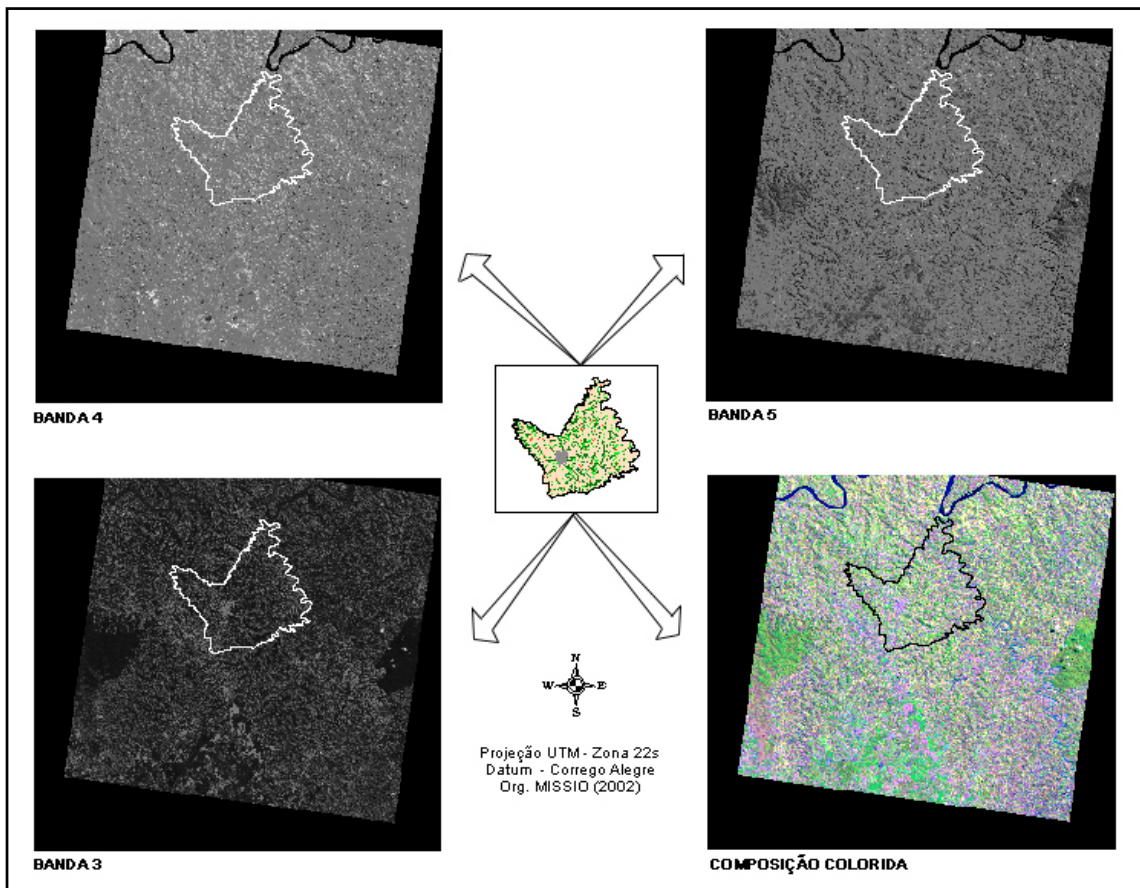 BANDA 4
BANDA 5
N
W E
S
Projeção UTM - Zona 22s
Datum - Corrego Alegre
Org. MISSIO (2002)
BANDA 3
COMPOSIÇÃO COLORIDA